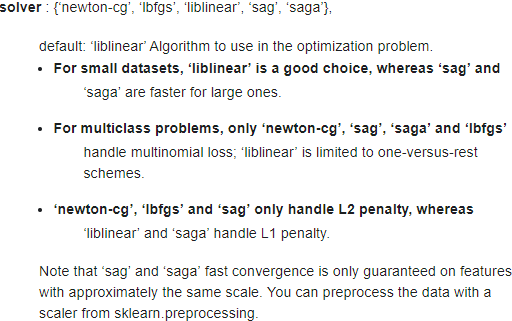 solver : {‘newton-cg’, ‘lbfgs’, ‘liblinear’, ‘sag’, ‘saga’},
default: ‘liblinear’ Algorithm to use in the optimization problem.
• For small datasets, ‘liblinear’ is a good choice, whereas ‘sag’ and
‘saga’ are faster for large ones.
• For multiclass problems, only ‘newton-cg’, ‘sag’, ‘saga’ and ‘lbfgs’
handle multinomial loss; ‘liblinear’ is limited to one-versus-rest
schemes.
• ‘newton-cg’, ‘lbfgs’ and ‘sag’ only handle L2 penalty, whereas
‘liblinear’ and ‘saga’ handle L1 penalty.
Note that ‘sag’ and ‘saga’ fast convergence is only guaranteed on features
with approximately the same scale. You can preprocess the data with a
scaler from sklearn.preprocessing.